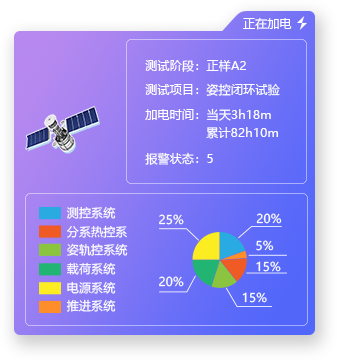 正在加电
测试阶段：正样A2
测试项目：姿控闭环试验
加电时间：当天3h18m
累计82h10m
报警状态：5
测控系统
分系热控系
姿轨控系统
载荷系统
电源系统
推进系统
25%
20%
5%
15%
20%
15%